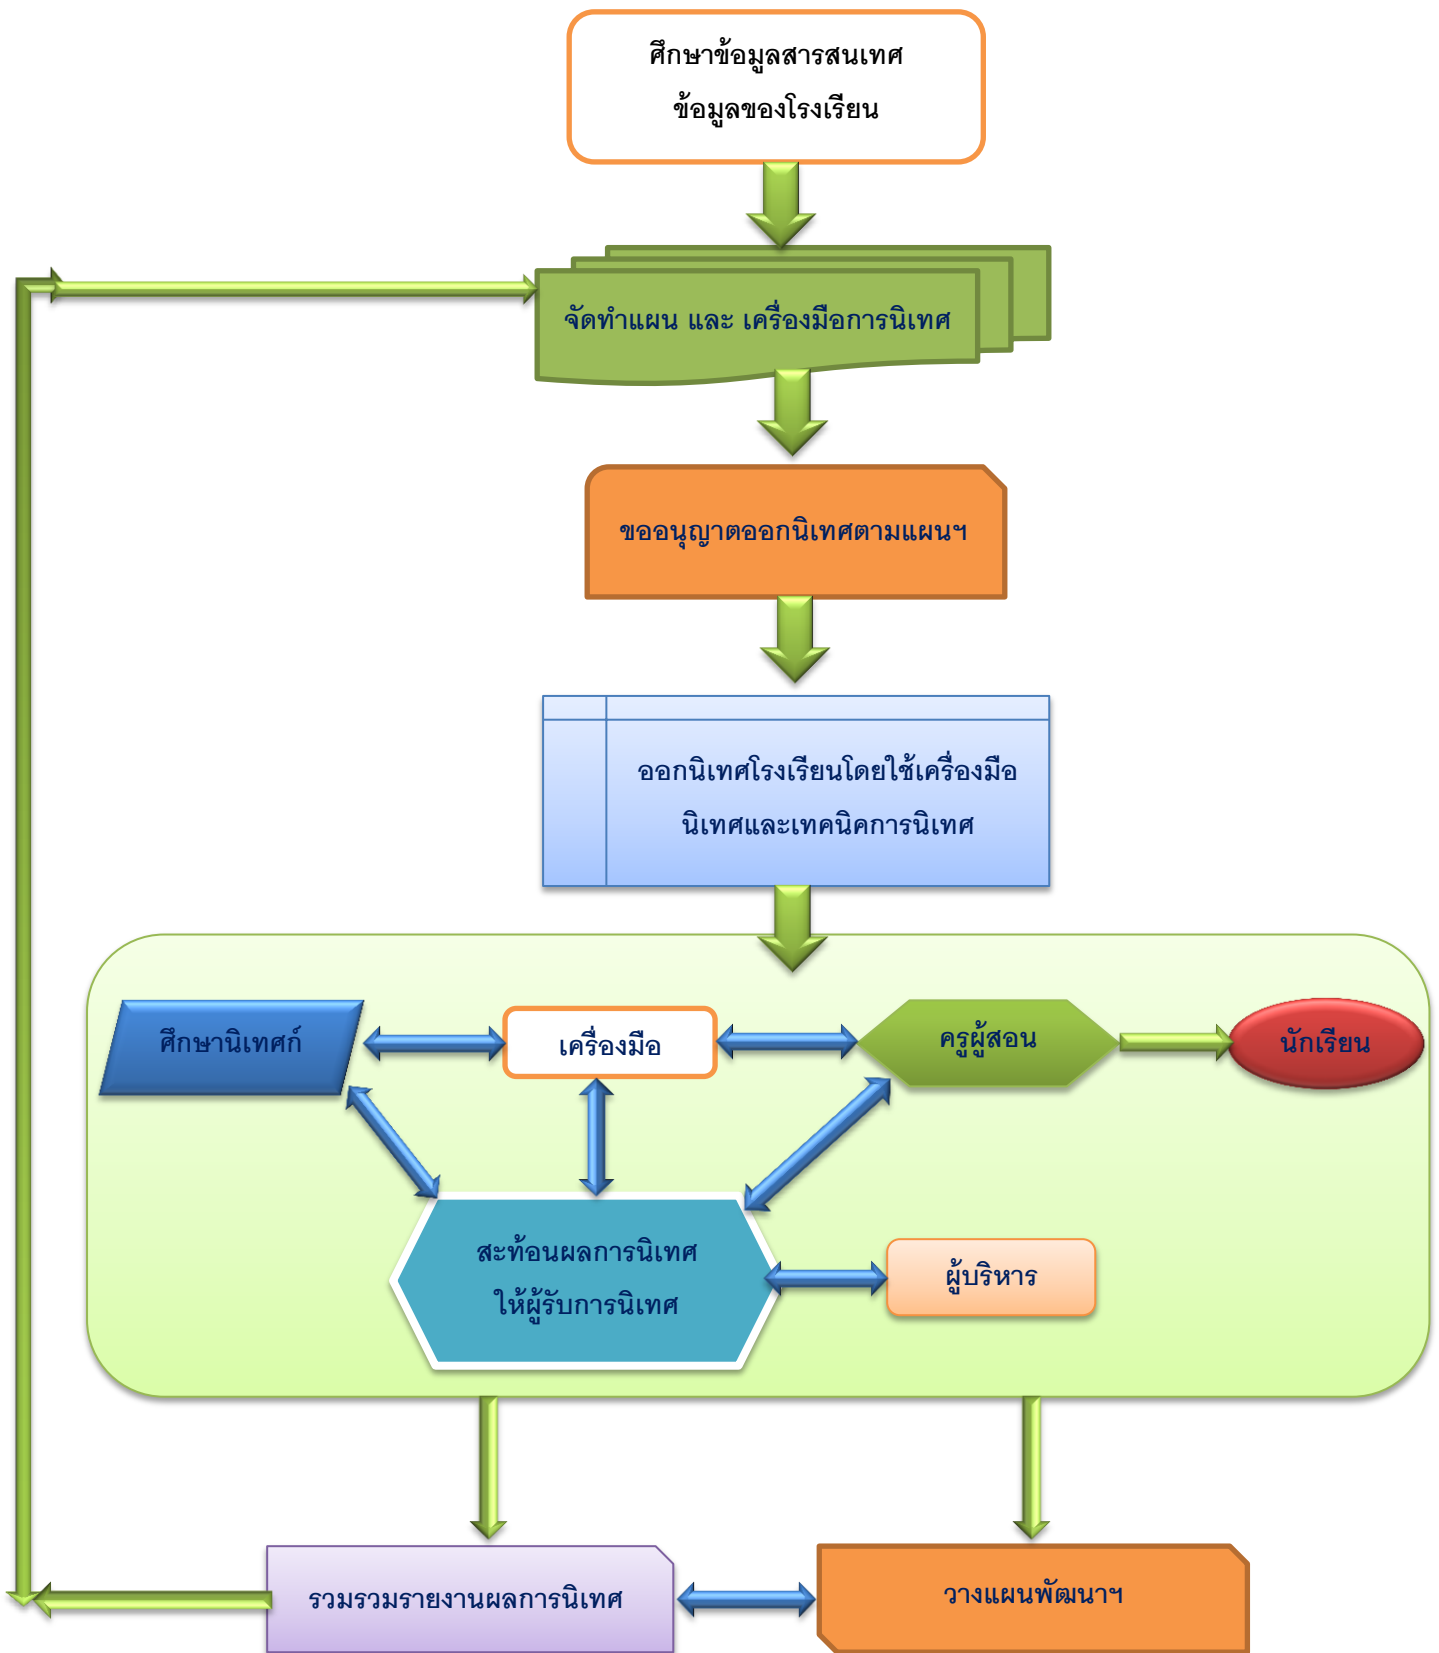 ศึกษาข้อมูลสารสนเทศ
ข้อมูลของโรงเรียน
จัดทำแผน และ เครื่องมือการนิเทศ
ขออนุญาตออกนิเทศตามแผนฯ
ออกนิเทศโรงเรียนโดยใช้เครื่องมือ
นิเทศและเทคนิคการนิเทศ
ศึกษานิเทศก์
เครื่องมือ
ครูผู้สอน
นักเรียน
สะท้อนผลการนิเทศ
ให้ผู้รับการนิเทศ
ผู้บริหาร
รวมรวมรายงานผลการนิเทศ
วางแผนพัฒนาฯ